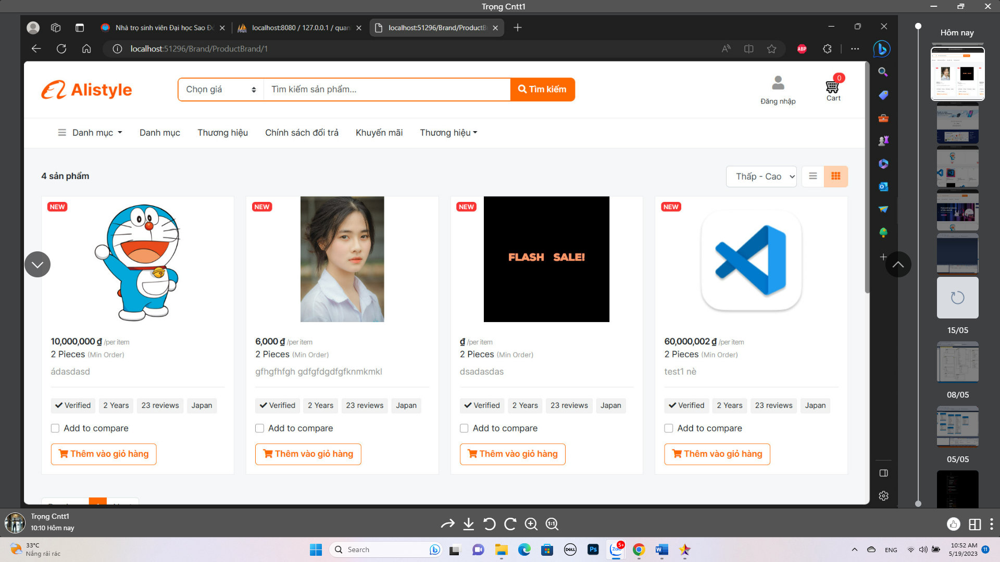 Trọng Cntt1
Nhà trọ sinh viên Đại học Sao Đỏ
localhost:8080 / 127.0.0.1 / quan
localhost:51296/Brand/ProductB
localhost:51296/Brand/ProductBrand/1
ABP
Hôm nay
Alistyle
Chọn giá
Tìm kiếm sản phẩm...
Tìm kiếm
Đăng nhập
0
Cart
Danh mục
Danh mục
Thương hiệu
Chính sách đổi trả
Khuyến mãi
Thương hiệu
4 sản phẩm
Thấp - Cao
NEW
NEW
NEW
NEW
FLASH SALE!
10,000,000 ₫ /per item
2 Pieces (Min Order)
ádasdasd
Verified
2 Years
23 reviews
Japan
Add to compare
Thêm vào giỏ hàng
6,000 ₫ /per item
2 Pieces (Min Order)
gfhgfhfgh gdfgfdgdfgfknmkmkl
Verified
2 Years
23 reviews
Japan
Add to compare
Thêm vào giỏ hàng
₫ /per item
2 Pieces (Min Order)
dsadasdas
Verified
2 Years
23 reviews
Japan
Add to compare
Thêm vào giỏ hàng
60,000,002 ₫ /per item
2 Pieces (Min Order)
test1 nè
Verified
2 Years
23 reviews
Japan
Add to compare
Thêm vào giỏ hàng
15/05
08/05
05/05
Trọng Cntt1
10:10 Hôm nay
1:1
33°C
Nắng rải rác
Search
DELL
Ps
Zalo
5+
W
ENG
10:52 AM
5/19/2023
11